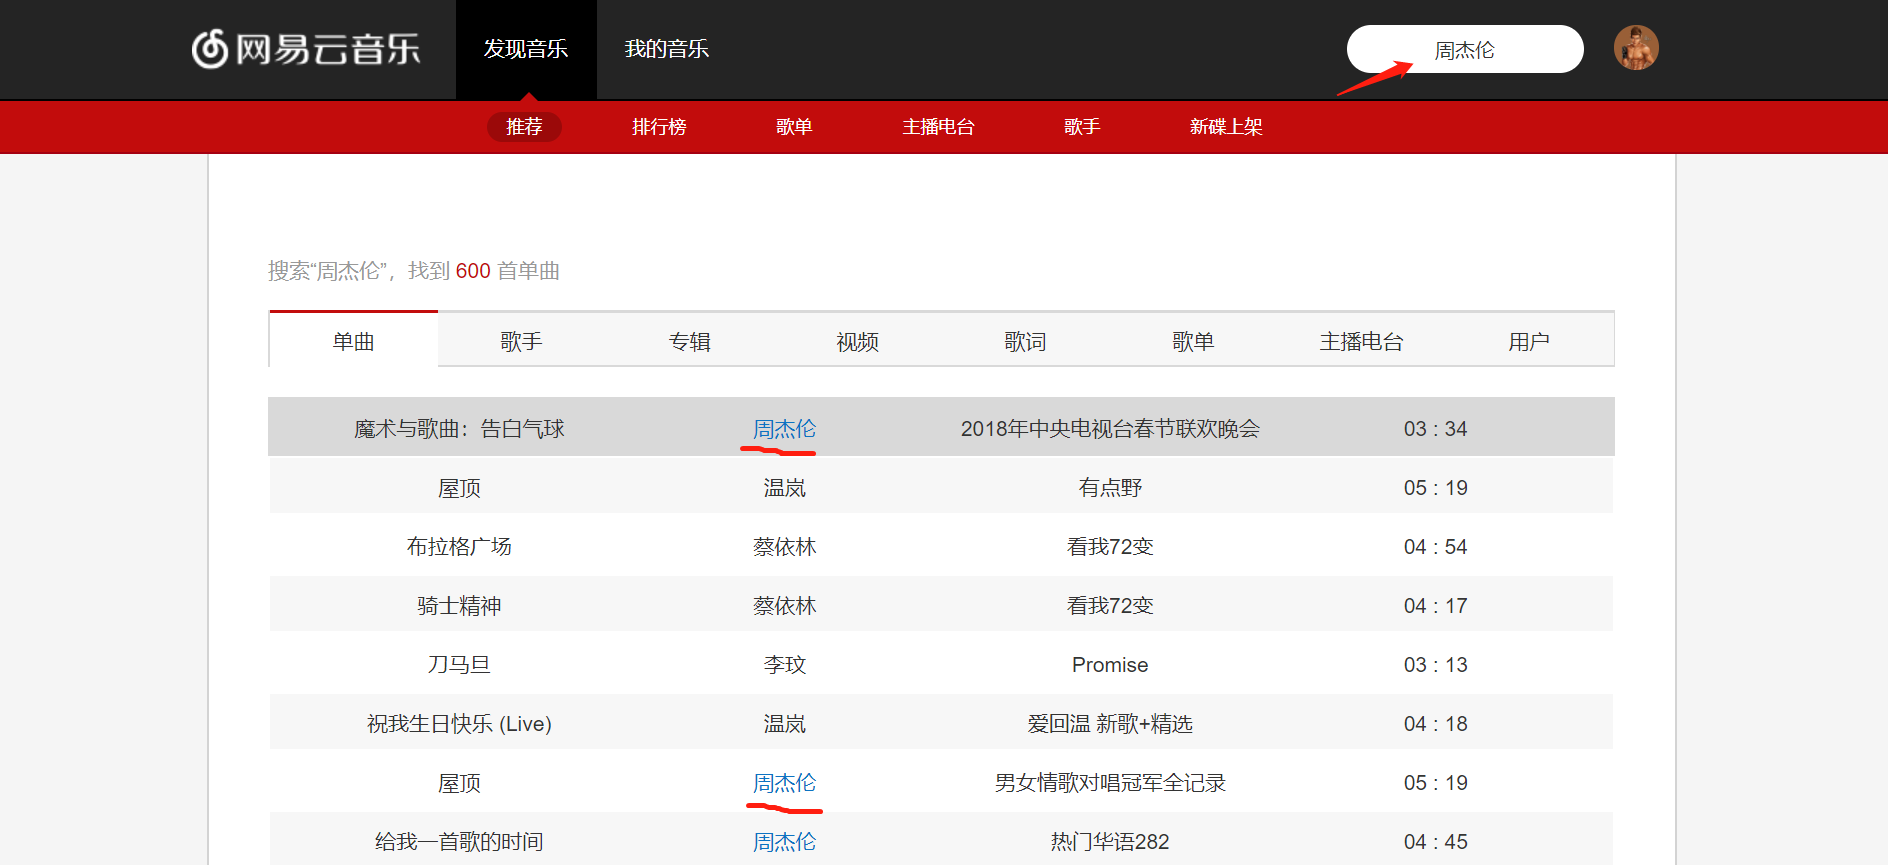 网易云音乐 发现音乐 我的音乐 周杰伦
推荐 排行榜 歌单 主播电台 歌手 新碟上架
搜索“周杰伦”，找到 600 首单曲
单曲 歌手 专辑 视频 歌词 歌单 主播电台 用户
魔术与歌曲：告白气球 周杰伦 2018年中央电视台春节联欢晚会 03 : 34
屋顶 温岚 有点野 05 : 19
布拉格广场 蔡依林 看我72变 04 : 54
骑士精神 蔡依林 看我72变 04 : 17
刀马旦 李玟 Promise 03 : 13
祝我生日快乐 (Live) 温岚 爱回温 新歌+精选 04 : 18
屋顶 周杰伦 男女情歌对唱冠军全记录 05 : 19
给我一首歌的时间 周杰伦 热门华语282 04 : 45